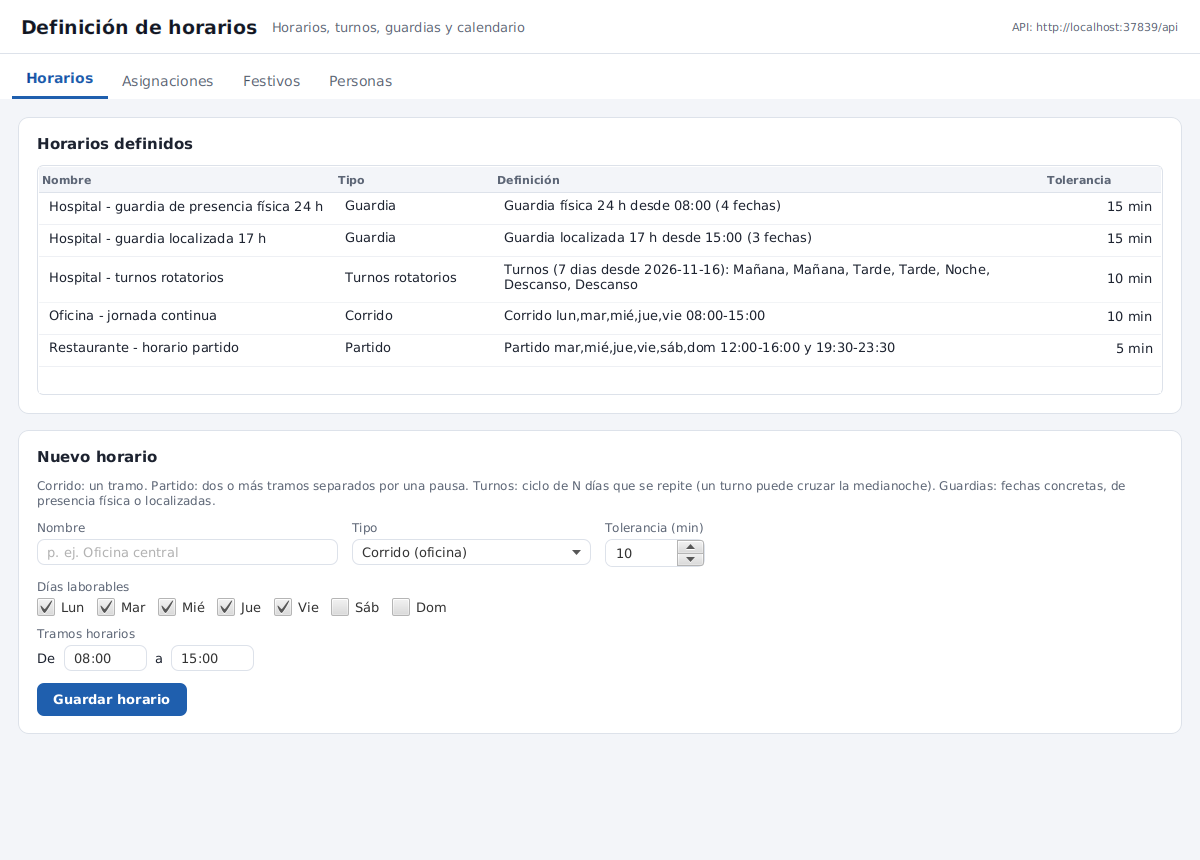 Definición de horarios
Horarios, turnos, guardias y calendario
API: http://localhost:37839/api
Horarios
Asignaciones
Festivos
Personas
Horarios definidos
Nombre
Tipo
Definición
Tolerancia
Hospital - guardia de presencia física 24 h
Guardia
Guardia física 24 h desde 08:00 (4 fechas)
15 min
Hospital - guardia localizada 17 h
Guardia
Guardia localizada 17 h desde 15:00 (3 fechas)
15 min
Hospital - turnos rotatorios
Turnos rotatorios
Turnos (7 dias desde 2026-11-16): Mañana, Mañana, Tarde, Tarde, Noche,
Descanso, Descanso
10 min
Oficina - jornada continua
Corrido
Corrido lun,mar,mié,jue,vie 08:00-15:00
10 min
Restaurante - horario partido
Partido
Partido mar,mié,jue,vie,sáb,dom 12:00-16:00 y 19:30-23:30
5 min
Nuevo horario
Corrido: un tramo. Partido: dos o más tramos separados por una pausa. Turnos: ciclo de N días que se repite (un turno puede cruzar la medianoche). Guardias: fechas concretas, de
presencia física o localizadas.
Nombre
Tipo
Tolerancia (min)
p. ej. Oficina central
Corrido (oficina)
10
Días laborables
Lun
Mar
Mié
Jue
Vie
Sáb
Dom
Tramos horarios
De
08:00
a
15:00
Guardar horario